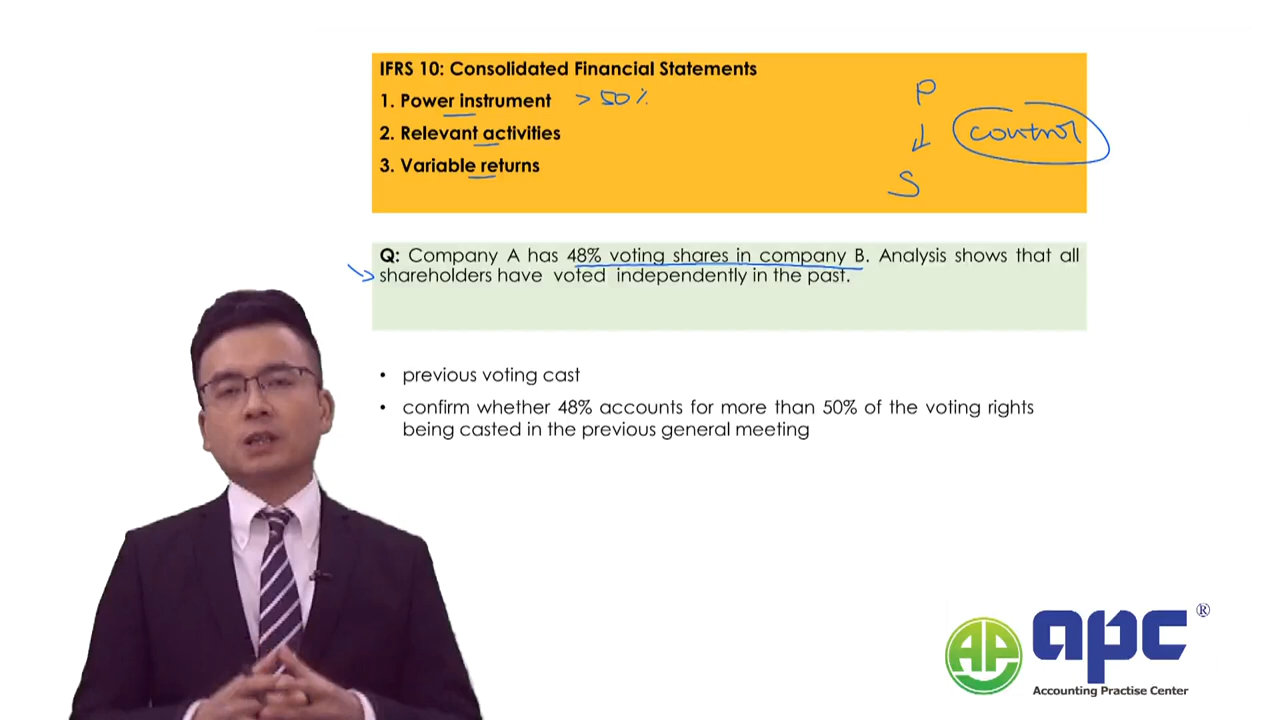 IFRS 10: Consolidated Financial Statements
1. Power instrument > 50%
2. Relevant activities
3. Variable returns
P
↓
control
S
Q: Company A has 48% voting shares in company B. Analysis shows that all
shareholders have voted independently in the past.
• previous voting cast
• confirm whether 48% accounts for more than 50% of the voting rights
being casted in the previous general meeting
AP
apc®
Accounting Practise Center